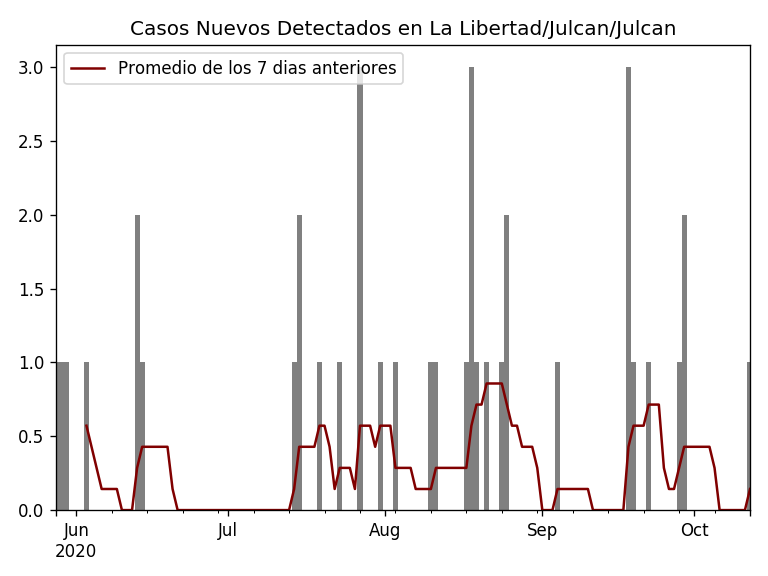 Casos Nuevos Detectados en La Libertad/Julcan/Julcan
Promedio de los 7 dias anteriores
3.0
2.5
2.0
1.5
1.0
0.5
0.0
Jun Jul Aug Sep Oct
2020